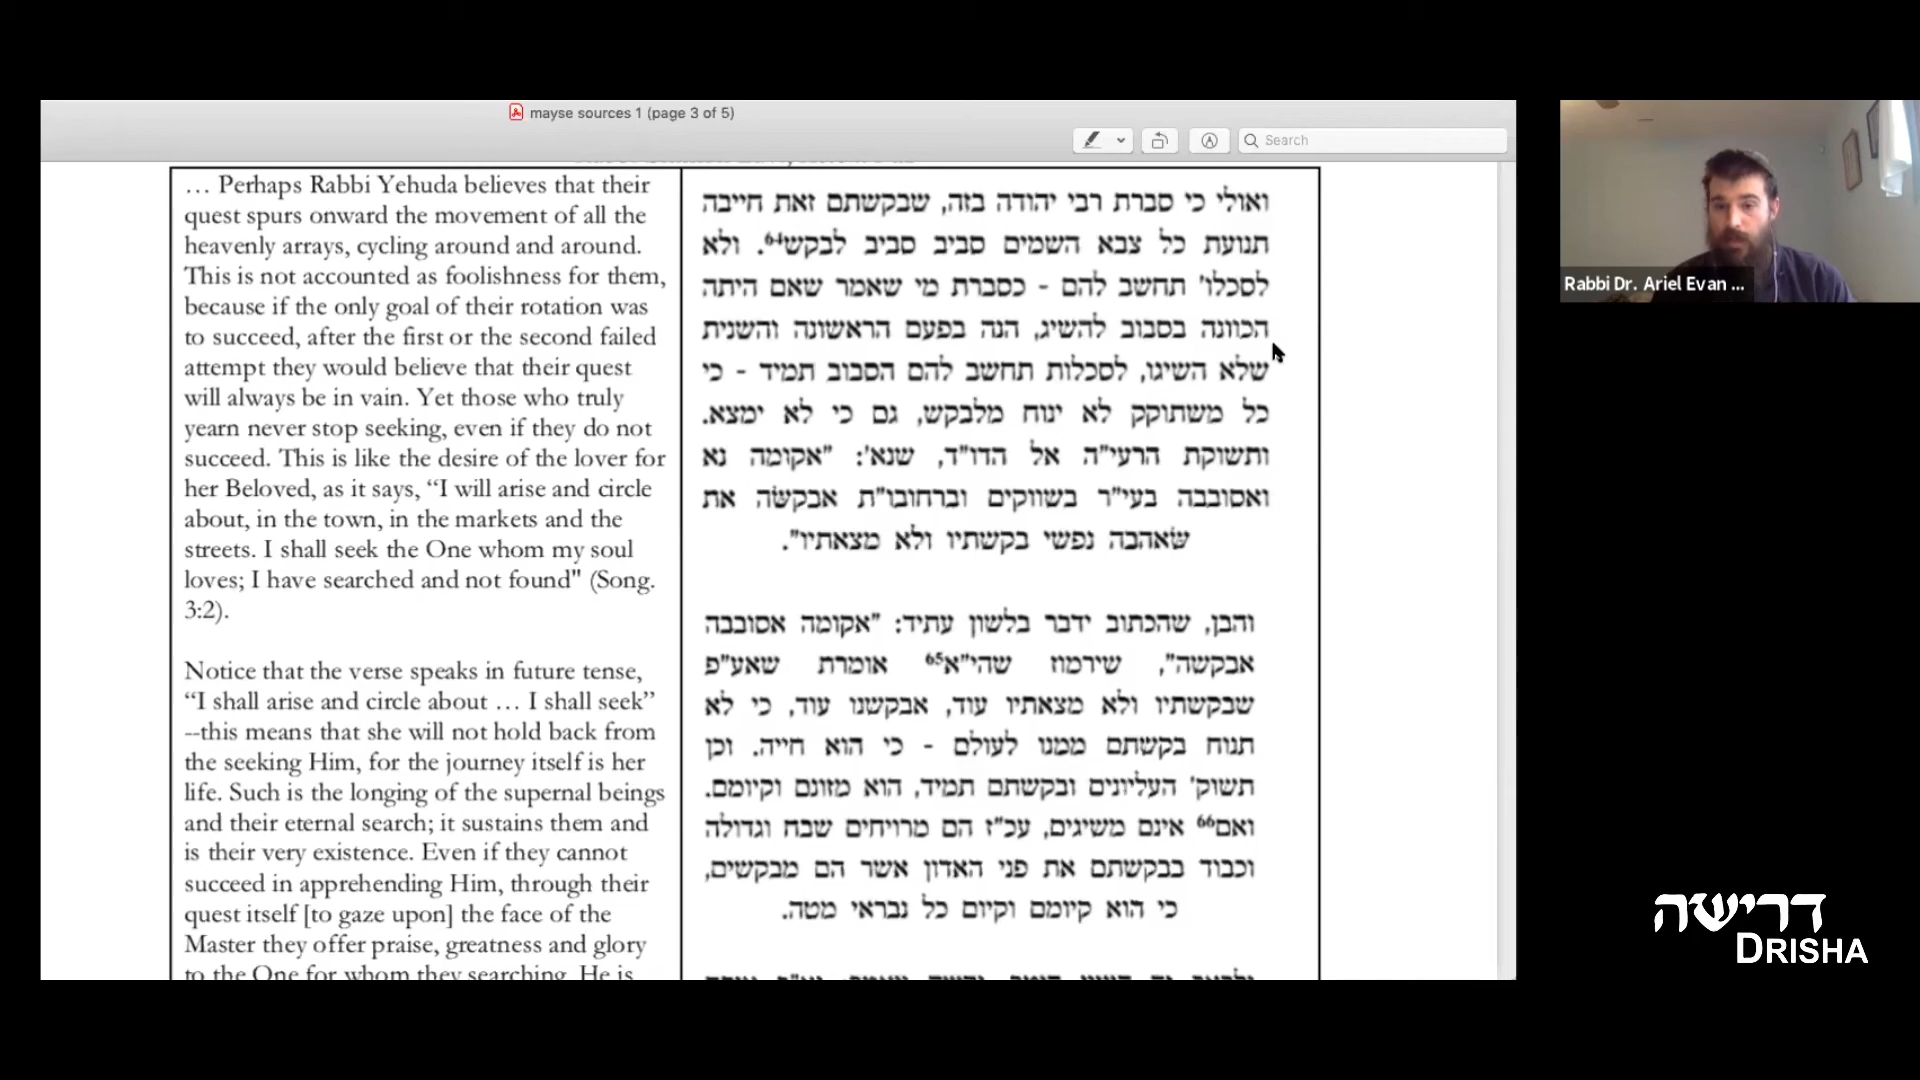 mayse sources 1 (page 3 of 5)
Search
… Perhaps Rabbi Yehuda believes that their
quest spurs onward the movement of all the
heavenly arrays, cycling around and around.
This is not accounted as foolishness for them,
because if the only goal of their rotation was
to succeed, after the first or the second failed
attempt they would believe that their quest
will always be in vain. Yet those who truly
yearn never stop seeking, even if they do not
succeed. This is like the desire of the lover for
her Beloved, as it says, “I will arise and circle
about, in the town, in the markets and the
streets. I shall seek the One whom my soul
loves; I have searched and not found" (Song.
3:2).
Notice that the verse speaks in future tense,
“I shall arise and circle about … I shall seek”
--this means that she will not hold back from
the seeking Him, for the journey itself is her
life. Such is the longing of the supernal beings
and their eternal search; it sustains them and
is their very existence. Even if they cannot
succeed in apprehending Him, through their
quest itself [to gaze upon] the face of the
Master they offer praise, greatness and glory
to the One for whom they searching. He is
ואולי כי סברת רבי יהודה בזה, שבקשתם זאת חייבה
תנועת כל צבא השמים סביב סביב לבקש64. ולא
לסכלו' תחשב להם - כסברת מי שאמר שאם היתה
הכוונה בסבוב להשיג, הנה בפעם הראשונה והשנית
שלא השיגו, לסכלות תחשב להם הסבוב תמיד - כי
כל משתוקק לא ינוח מלבקש, גם כי לא ימצא.
ותשוקת הרעי"ה אל הדו"ד, שנא': "אקומה נא
ואסובבה בעי"ר בשווקים וברחובו"ת אבקשה את
שאהבה נפשי בקשתיו ולא מצאתיו".
והבן, שהכתוב ידבר בלשון עתיד: "אקומה אסובבה
אבקשה", שירמוז שהי"א65 אומרת שאע"פ
שבקשתיו ולא מצאתיו עוד, אבקשנו עוד, כי לא
תנוח בקשתם ממנו לעולם - כי הוא חייה. וכן
תשוק' העליונים ובקשתם תמיד, הוא מזונם וקיומם.
ואם66 אינם משיגים, עכ"ז הם מרויחים שבח וגדולה
וכבוד בבקשתם את פני האדון אשר הם מבקשים,
כי הוא קיומם וקיום כל נבראי מטה.
Rabbi Dr. Ariel Evan ...
דרישה
DRISHA